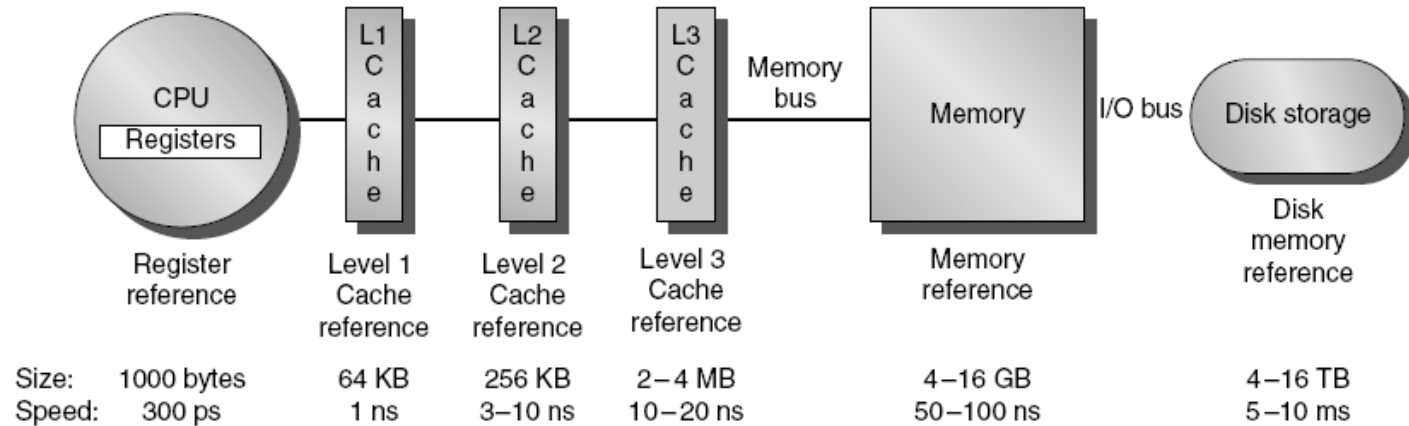 CPU
Registers
L1
C
a
c
h
e
L2
C
a
c
h
e
L3
C
a
c
h
e
Memory
bus
Memory
I/O bus
Disk storage
Register
reference
Level 1
Cache
reference
Level 2
Cache
reference
Level 3
Cache
reference
Memory
reference
Disk
memory
reference
Size: 1000 bytes 64 KB 256 KB 2–4 MB 4–16 GB 4–16 TB
Speed: 300 ps 1 ns 3–10 ns 10–20 ns 50–100 ns 5–10 ms